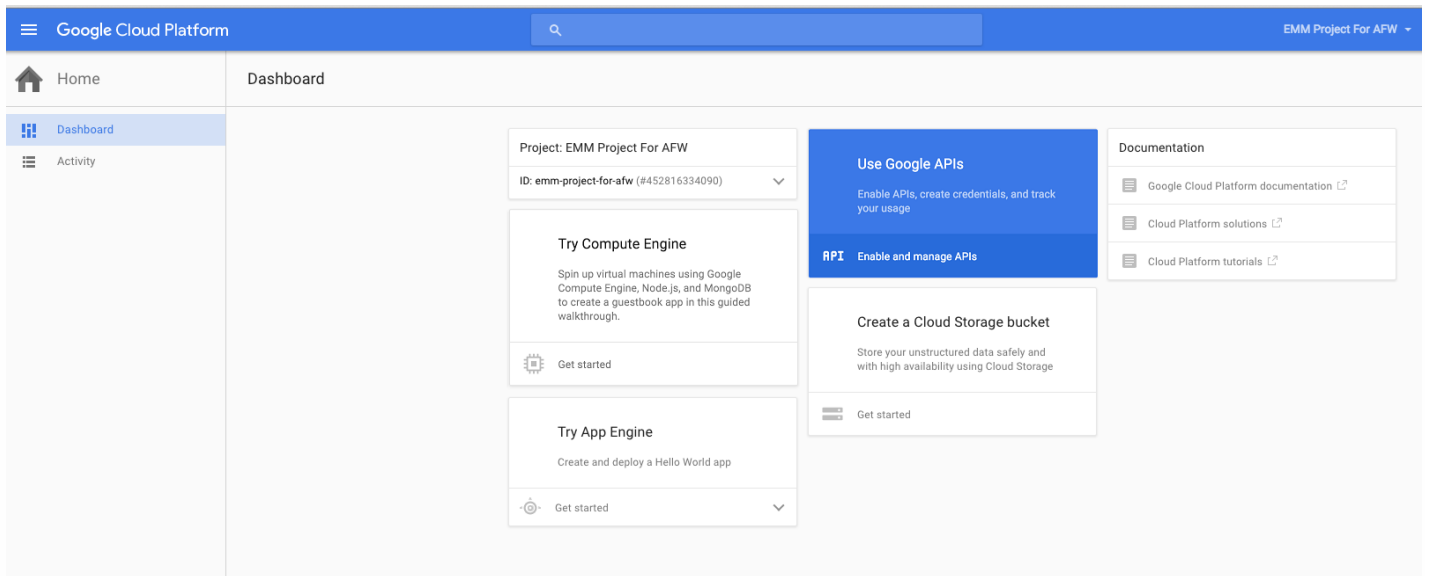 Google Cloud Platform
EMM Project For AFW
Home
Dashboard
Dashboard
Activity
Project: EMM Project For AFW
ID: emm-project-for-afw (#452816334090)
Try Compute Engine
Spin up virtual machines using Google
Compute Engine, Node.js, and MongoDB
to create a guestbook app in this guided
walkthrough.
Get started
Try App Engine
Create and deploy a Hello World app
Get started
Use Google APIs
Enable APIs, create credentials, and track
your usage
API Enable and manage APIs
Create a Cloud Storage bucket
Store your unstructured data safely and
with high availability using Cloud Storage
Get started
Documentation
Google Cloud Platform documentation
Cloud Platform solutions
Cloud Platform tutorials